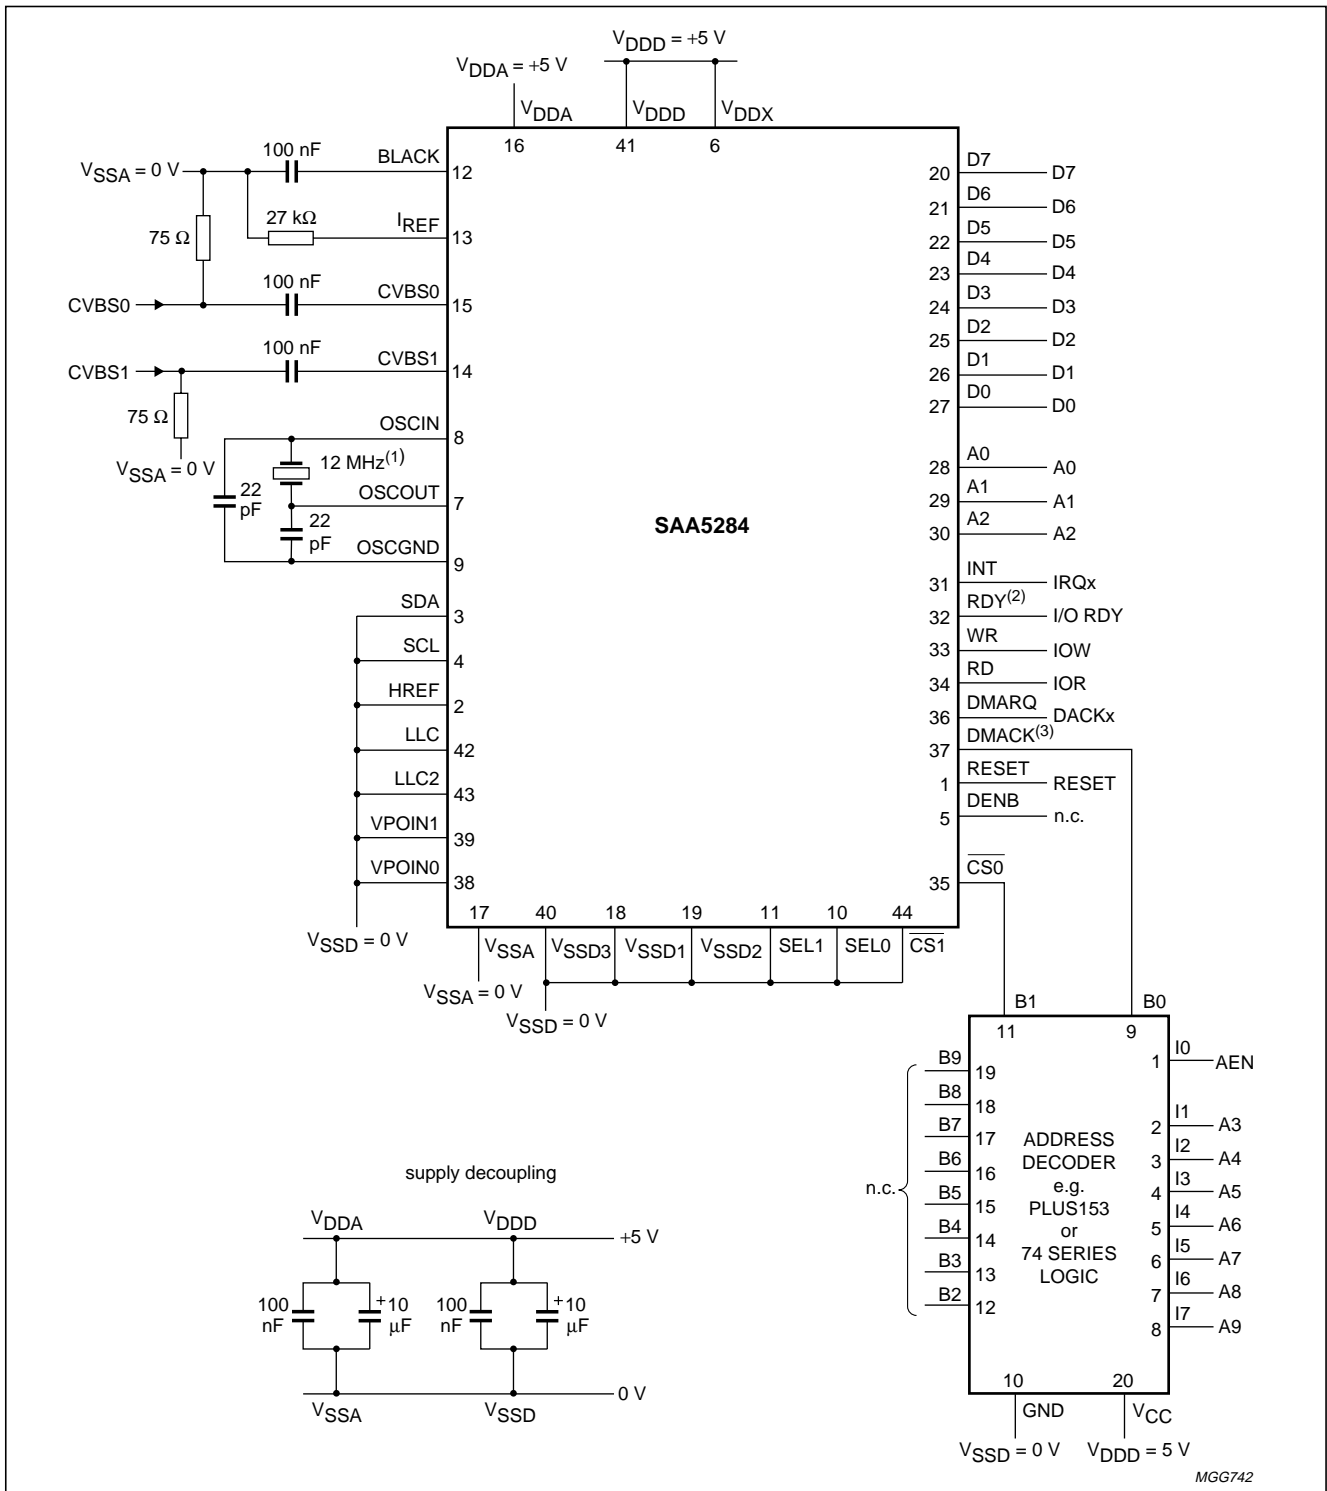 VDDD = +5 V
VDDA = +5 V
VDDA VDDD VDDX
16 41 6
100 nF BLACK 12
VSSA = 0 V
27 kΩ IREF 13
75 Ω
100 nF CVBS0 15
CVBS0
100 nF CVBS1 14
CVBS1
75 Ω
VSSA = 0 V
OSCIN 8
12 MHz(1)
22 pF
OSCOUT 7
22 pF
OSCGND 9
SDA 3
SCL 4
HREF 2
LLC 42
LLC2 43
VPOIN1 39
VPOIN0 38
VSSD = 0 V
SAA5284
20 D7 D7
21 D6 D6
22 D5 D5
23 D4 D4
24 D3 D3
25 D2 D2
26 D1 D1
27 D0 D0
28 A0 A0
29 A1 A1
30 A2 A2
31 INT IRQx
32 RDY(2) I/O RDY
33 WR IOW
34 RD IOR
36 DMARQ DACKx
37 DMACK(3)
1 RESET RESET
5 DENB n.c.
35 CS0
17 40 18 19 11 10 44
VSSA VSSD3 VSSD1 VSSD2 SEL1 SEL0 CS1
VSSA = 0 V
VSSD = 0 V
B1 B0
11 9
B9 19
B8 18
B7 17
B6 16
B5 15
B4 14
B3 13
B2 12
n.c.
ADDRESS
DECODER
e.g.
PLUS153
or
74 SERIES
LOGIC
1 I0 AEN
2 I1 A3
3 I2 A4
4 I3 A5
5 I4 A6
6 I5 A7
7 I6 A8
8 I7 A9
10 20
GND VCC
VSSD = 0 V VDDD = 5 V
supply decoupling
VDDA VDDD +5 V
100 nF +10 µF 100 nF +10 µF
VSSA VSSD 0 V
MGG742